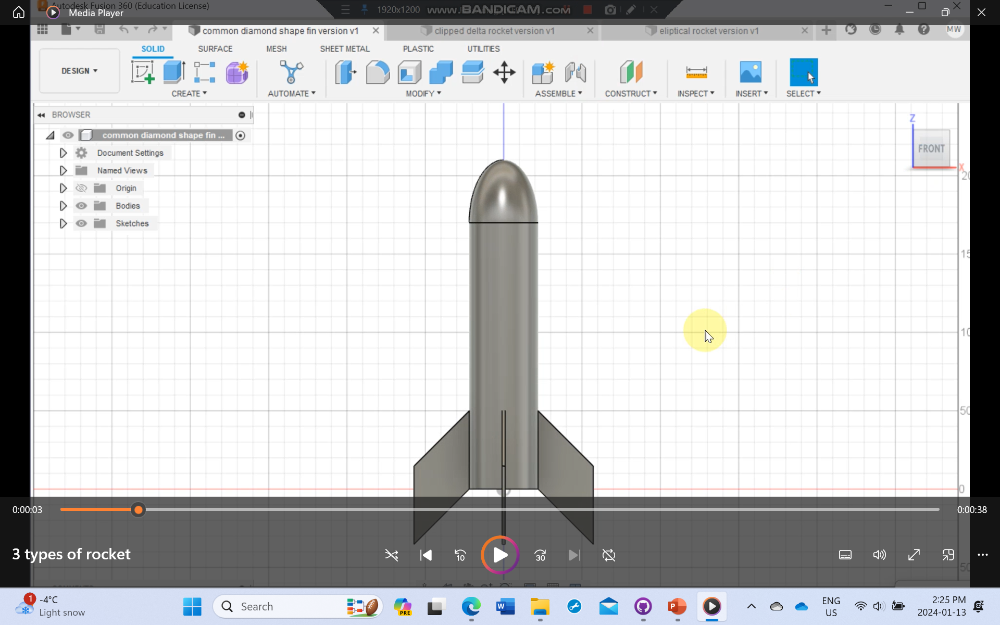 Autodesk Fusion 360 (Education License)
Media Player
1920x1200 www.BANDICAM.com
common diamond shape fin version v1
clipped delta rocket version v1
eliptical rocket version v1
MW
SOLID SURFACE MESH SHEET METAL PLASTIC UTILITIES
DESIGN
CREATE AUTOMATE MODIFY ASSEMBLE CONSTRUCT INSPECT INSERT SELECT
BROWSER
common diamond shape fin ...
Document Settings
Named Views
Origin
Bodies
Sketches
Z
FRONT
X
20
15
10
50
0
0:00:03
0:00:38
3 types of rocket
10
30
50
1
-4°C
Light snow
Search
PRE
W
P
ENG
US
2:25 PM
2024-01-13